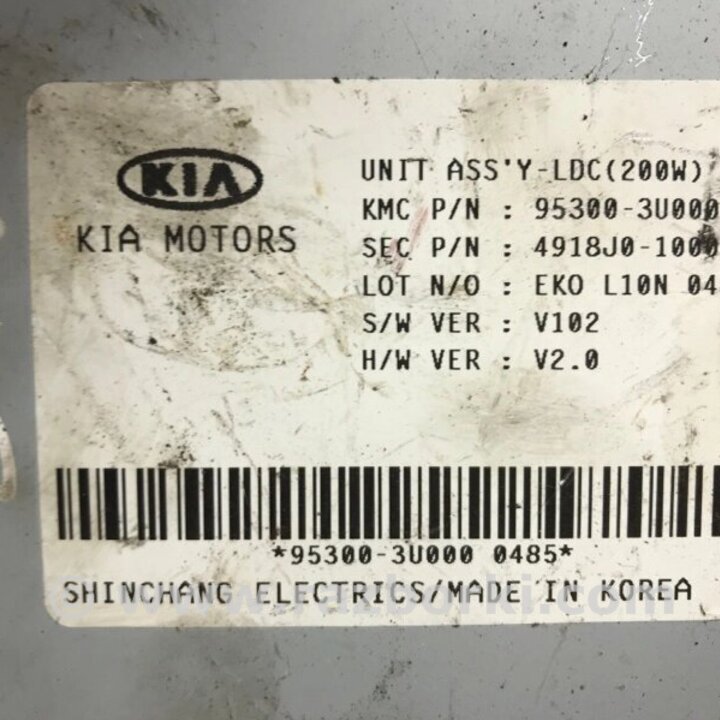 KIA
KIA MOTORS
UNIT ASS'Y-LDC(200W)
KMC P/N : 95300-3U000
SEC P/N : 4918J0-1000
LOT N/O : EKO L10N 04
S/W VER : V102
H/W VER : V2.0
*95300-3U000 0485*
SHINCHANG ELECTRICS/MADE IN KOREA